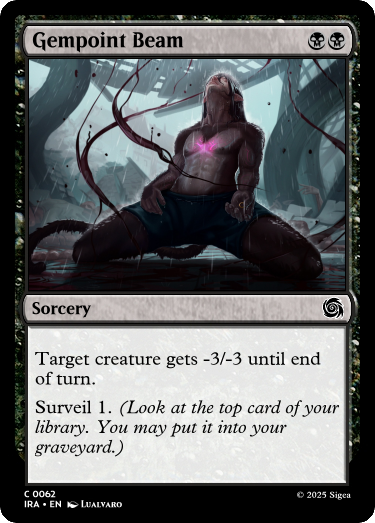 Gempoint Beam
Sorcery
Target creature gets -3/-3 until end
of turn.
Surveil 1. (Look at the top card of your
library. You may put it into your
graveyard.)
C 0062
IRA • EN Lualvaro
© 2025 Sigea